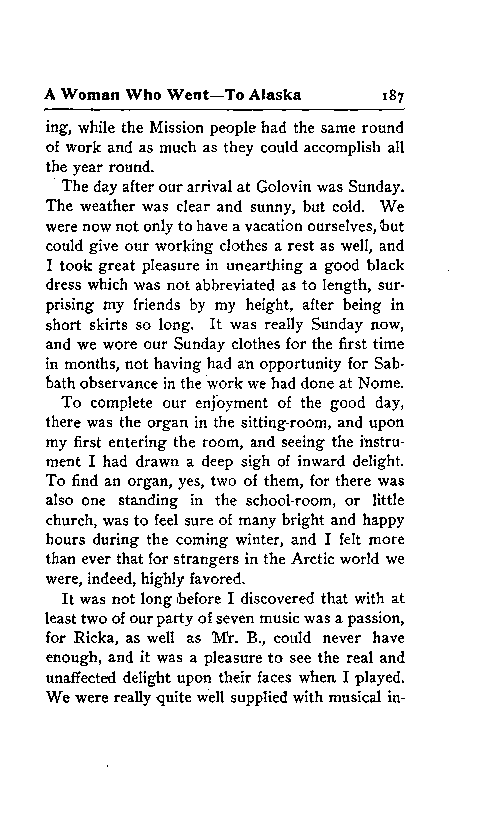 A Woman Who Went—To Alaska 187
ing, while the Mission people had the same round
of work and as much as they could accomplish all
the year round.
The day after our arrival at Golovin was Sunday.
The weather was clear and sunny, but cold. We
were now not only to have a vacation ourselves, but
could give our working clothes a rest as well, and
I took great pleasure in unearthing a good black
dress which was not abbreviated as to length, sur-
prising my friends by my height, after being in
short skirts so long. It was really Sunday now,
and we wore our Sunday clothes for the first time
in months, not having had an opportunity for Sab-
bath observance in the work we had done at Nome.
To complete our enjoyment of the good day,
there was the organ in the sitting-room, and upon
my first entering the room, and seeing the instru-
ment I had drawn a deep sigh of inward delight.
To find an organ, yes, two of them, for there was
also one standing in the school-room, or little
church, was to feel sure of many bright and happy
hours during the coming winter, and I felt more
than ever that for strangers in the Arctic world we
were, indeed, highly favored.
It was not long before I discovered that with at
least two of our party of seven music was a passion,
for Ricka, as well as Mr. B., could never have
enough, and it was a pleasure to see the real and
unaffected delight upon their faces when I played.
We were really quite well supplied with musical in-